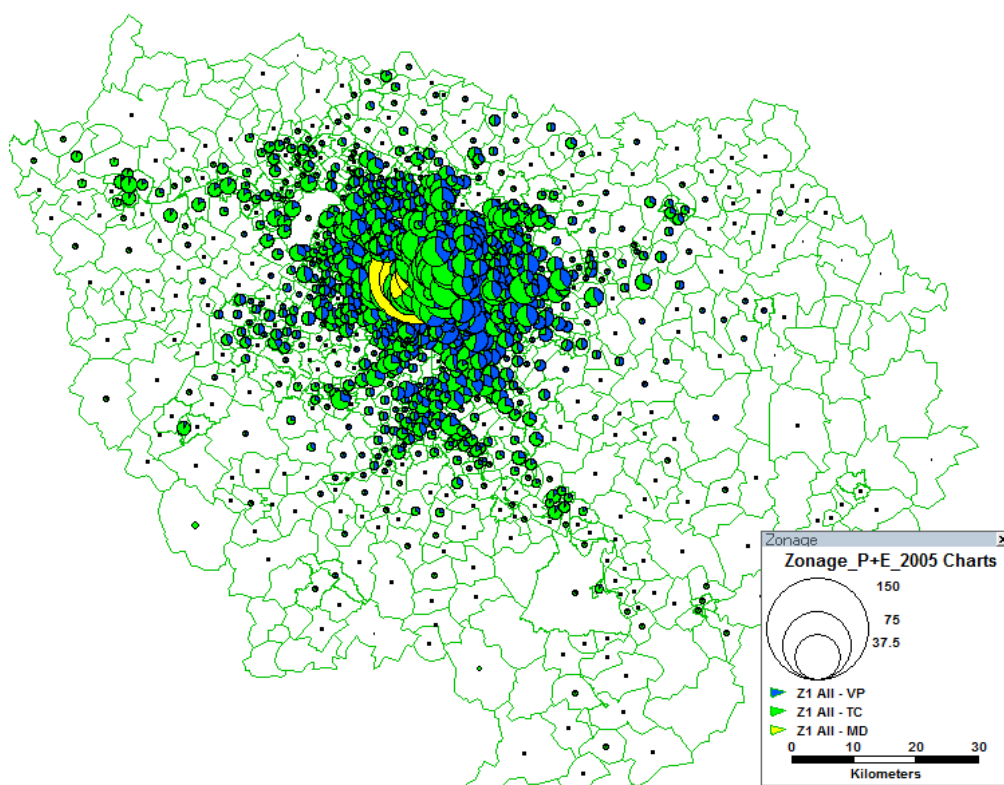 Zonage
Zonage_P+E_2005 Charts
150
75
37.5
Z1 All - VP
Z1 All - TC
Z1 All - MD
0 10 20 30
Kilometers